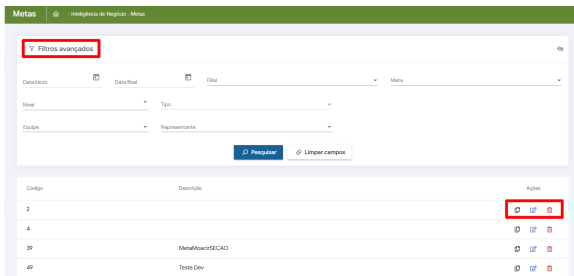 Metas - Inteligência de Negócio - Metas
Filtros avançados
Data início Data final Filial Meta
Nível Tipo
Equipe Representante
Pesquisar Limpar campos
Código Descrição Ações
2
4
39 MetaMoacirSECAO
49 Teste Dev